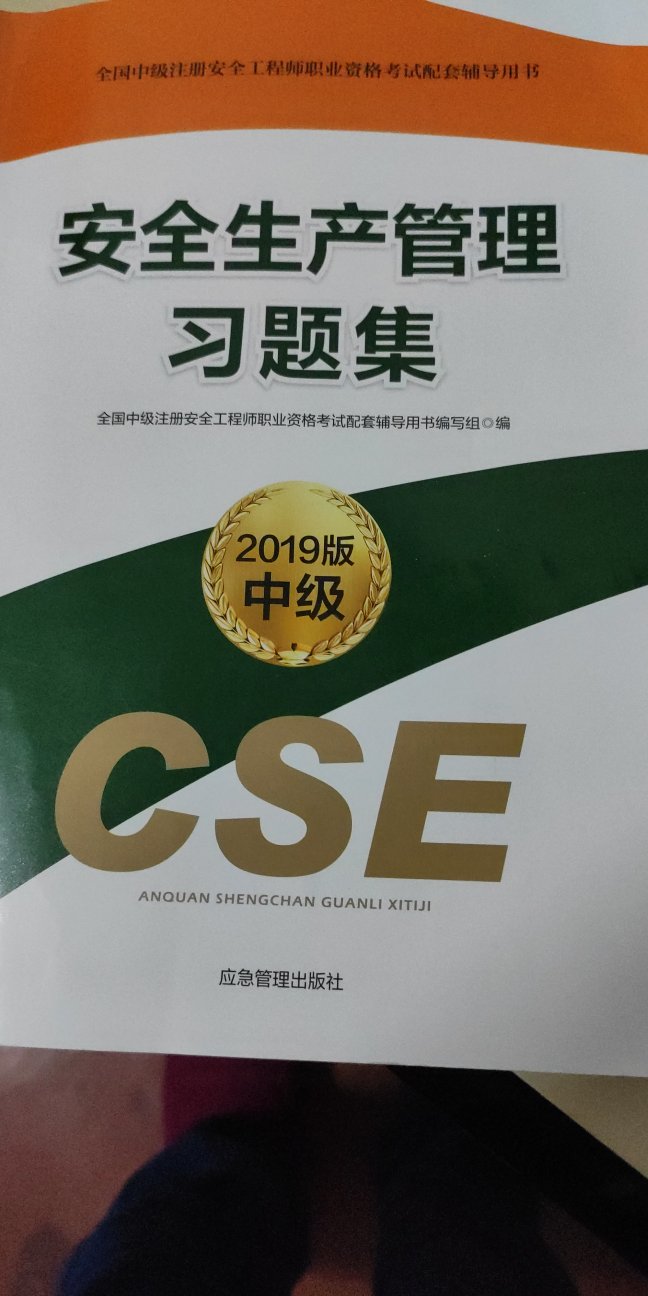 全国中级注册安全工程师职业资格考试配套辅导用书
安全生产管理
习题集
全国中级注册安全工程师职业资格考试配套辅导用书编写组◎编
2019版
中级
CSE
ANQUAN SHENGCHAN GUANLI XITIJI
应急管理出版社